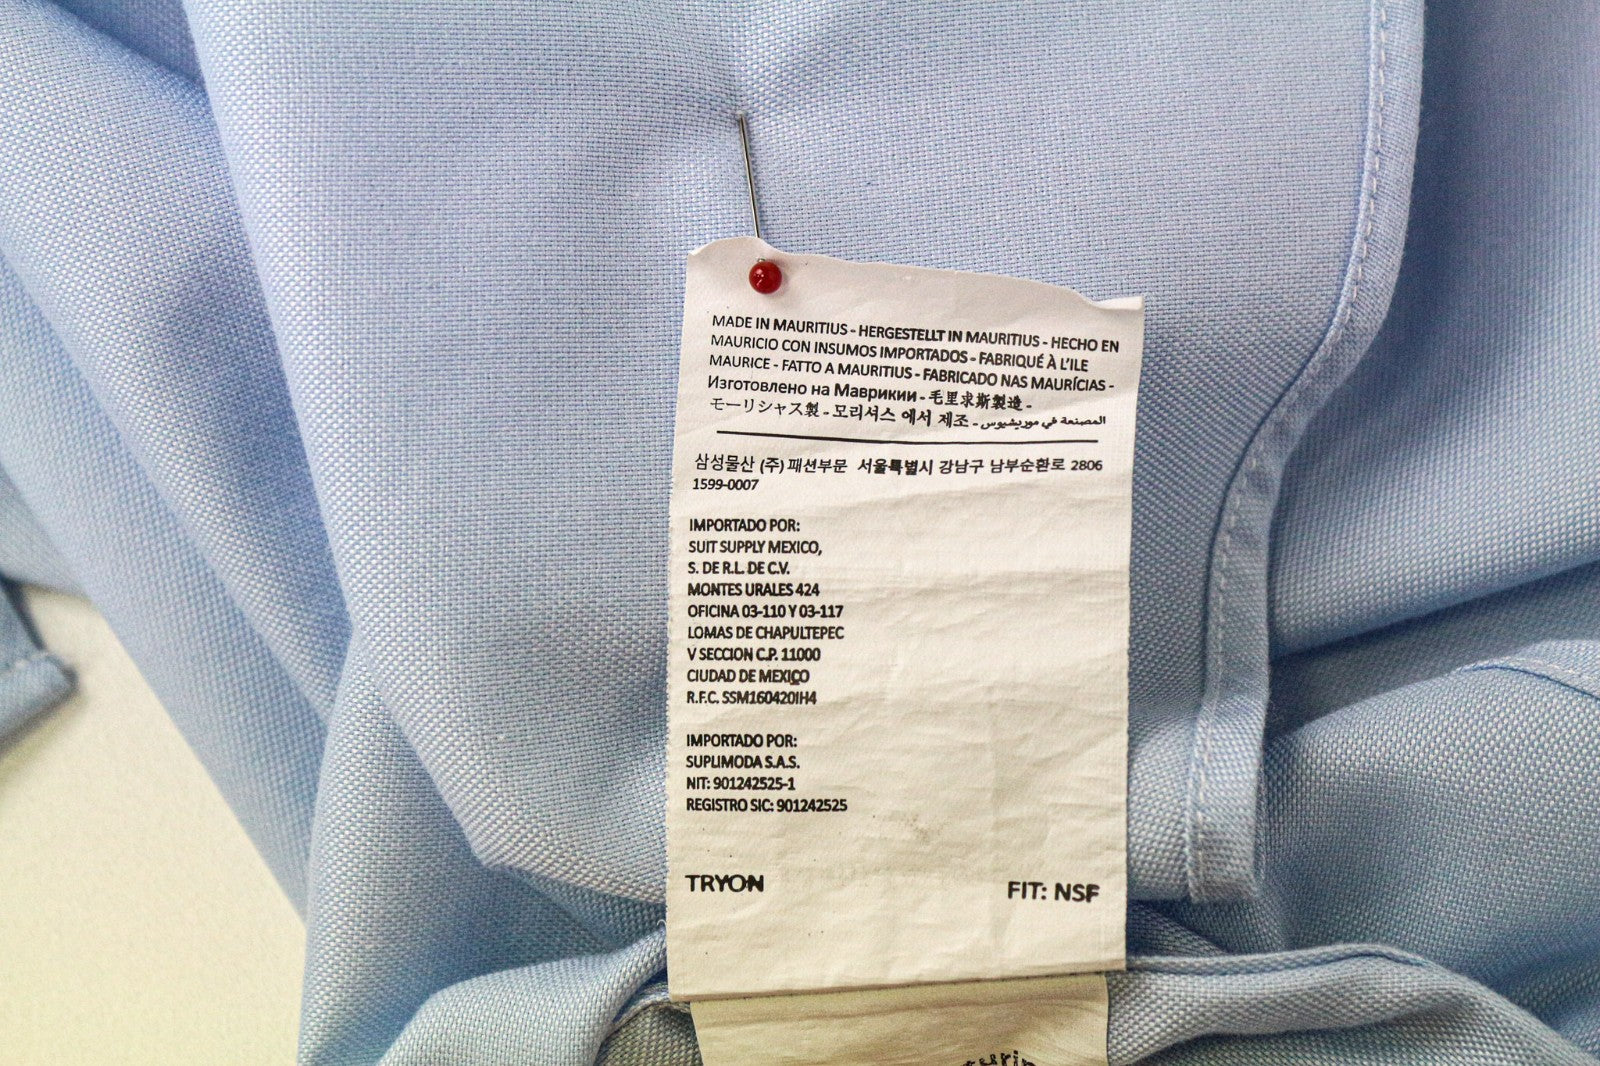 MADE IN MAURITIUS - HERGESTELLT IN MAURITIUS - HECHO EN
MAURICIO CON INSUMOS IMPORTADOS - FABRIQUÉ À L'ILE
MAURICE - FATTO A MAURITIUS - FABRICADO NAS MAURÍCIAS -
Изготовлено на Маврикии - 毛里求斯製造 -
モーリシャス製 - 모리셔스 에서 제조 - المصنعة في موريشيوس
삼성물산 (주) 패션부문 서울특별시 강남구 남부순환로 2806
1599-0007
IMPORTADO POR:
SUIT SUPPLY MEXICO,
S. DE R.L. DE C.V.
MONTES URALES 424
OFICINA 03-110 Y 03-117
LOMAS DE CHAPULTEPEC
V SECCION C.P. 11000
CIUDAD DE MEXICO
R.F.C. SSM160420IH4
IMPORTADO POR:
SUPLIMODA S.A.S.
NIT: 901242525-1
REGISTRO SIC: 901242525
TRYON FIT: NSF